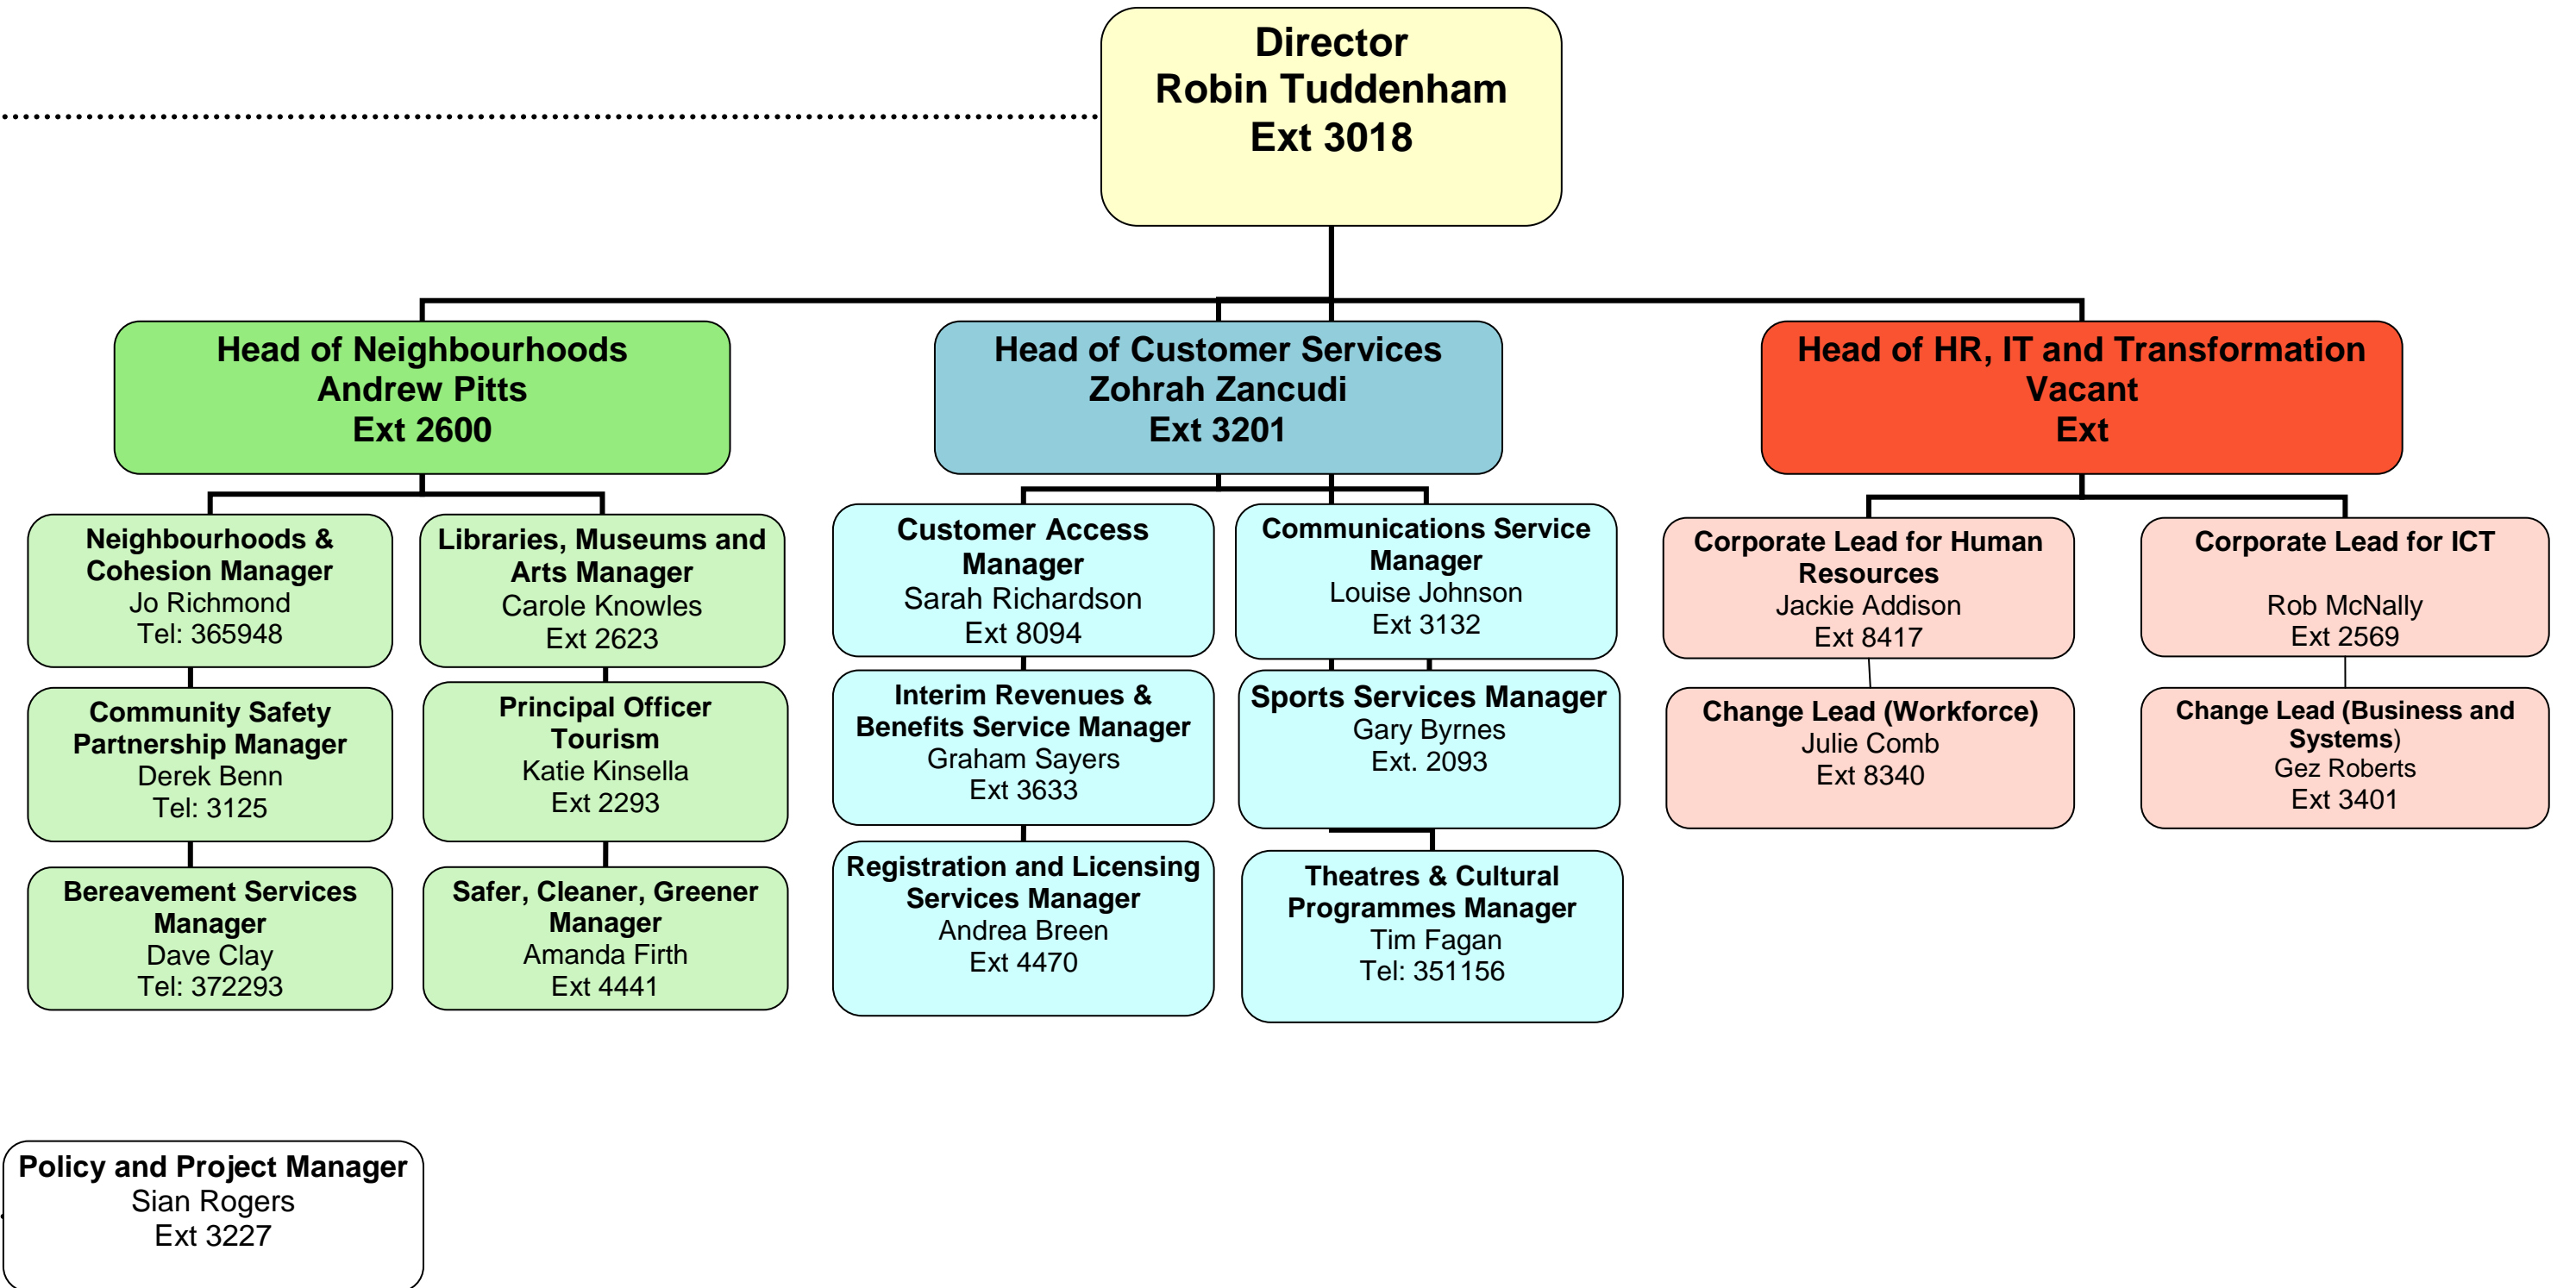 Director
Robin Tuddenham
Ext 3018
Head of Neighbourhoods
Andrew Pitts
Ext 2600
Head of Customer Services
Zohrah Zancudi
Ext 3201
Head of HR, IT and Transformation
Vacant
Ext
Neighbourhoods &
Cohesion Manager
Jo Richmond
Tel: 365948
Libraries, Museums and
Arts Manager
Carole Knowles
Ext 2623
Customer Access
Manager
Sarah Richardson
Ext 8094
Communications Service
Manager
Louise Johnson
Ext 3132
Corporate Lead for Human
Resources
Jackie Addison
Ext 8417
Corporate Lead for ICT
Rob McNally
Ext 2569
Community Safety
Partnership Manager
Derek Benn
Tel: 3125
Principal Officer
Tourism
Katie Kinsella
Ext 2293
Interim Revenues &
Benefits Service Manager
Graham Sayers
Ext 3633
Sports Services Manager
Gary Byrnes
Ext. 2093
Change Lead (Workforce)
Julie Comb
Ext 8340
Change Lead (Business and
Systems)
Gez Roberts
Ext 3401
Bereavement Services
Manager
Dave Clay
Tel: 372293
Safer, Cleaner, Greener
Manager
Amanda Firth
Ext 4441
Registration and Licensing
Services Manager
Andrea Breen
Ext 4470
Theatres & Cultural
Programmes Manager
Tim Fagan
Tel: 351156
Policy and Project Manager
Sian Rogers
Ext 3227